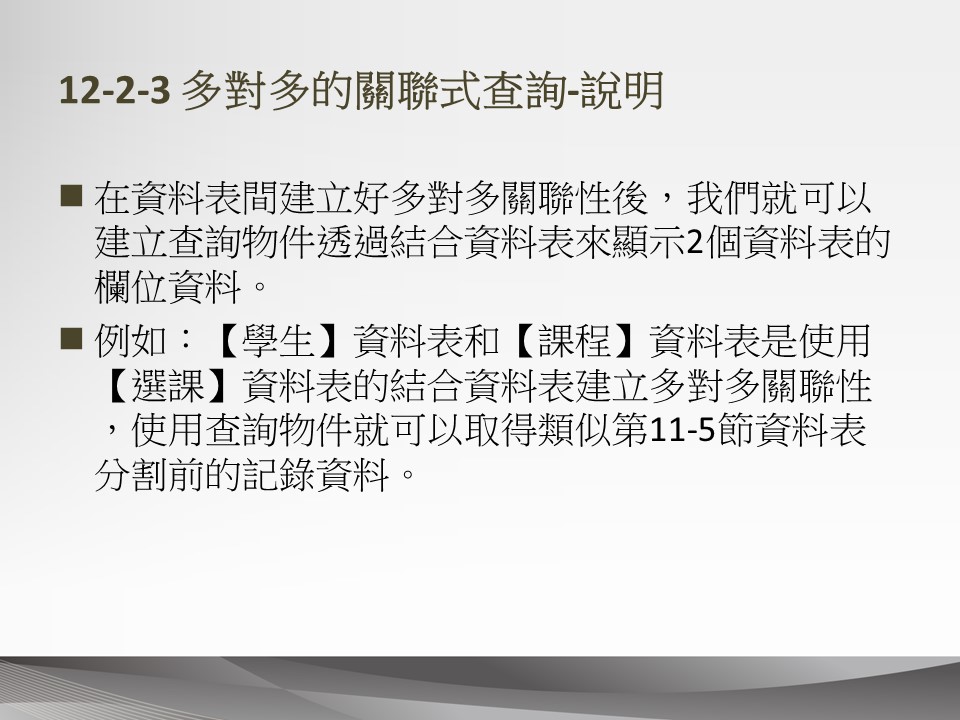 12-2-3 多對多的關聯式查詢-說明
在資料表間建立好多對多關聯性後，我們就可以
建立查詢物件透過結合資料表來顯示2個資料表的
欄位資料。
例如：【學生】資料表和【課程】資料表是使用
【選課】資料表的結合資料表建立多對多關聯性
，使用查詢物件就可以取得類似第11-5節資料表
分割前的記錄資料。